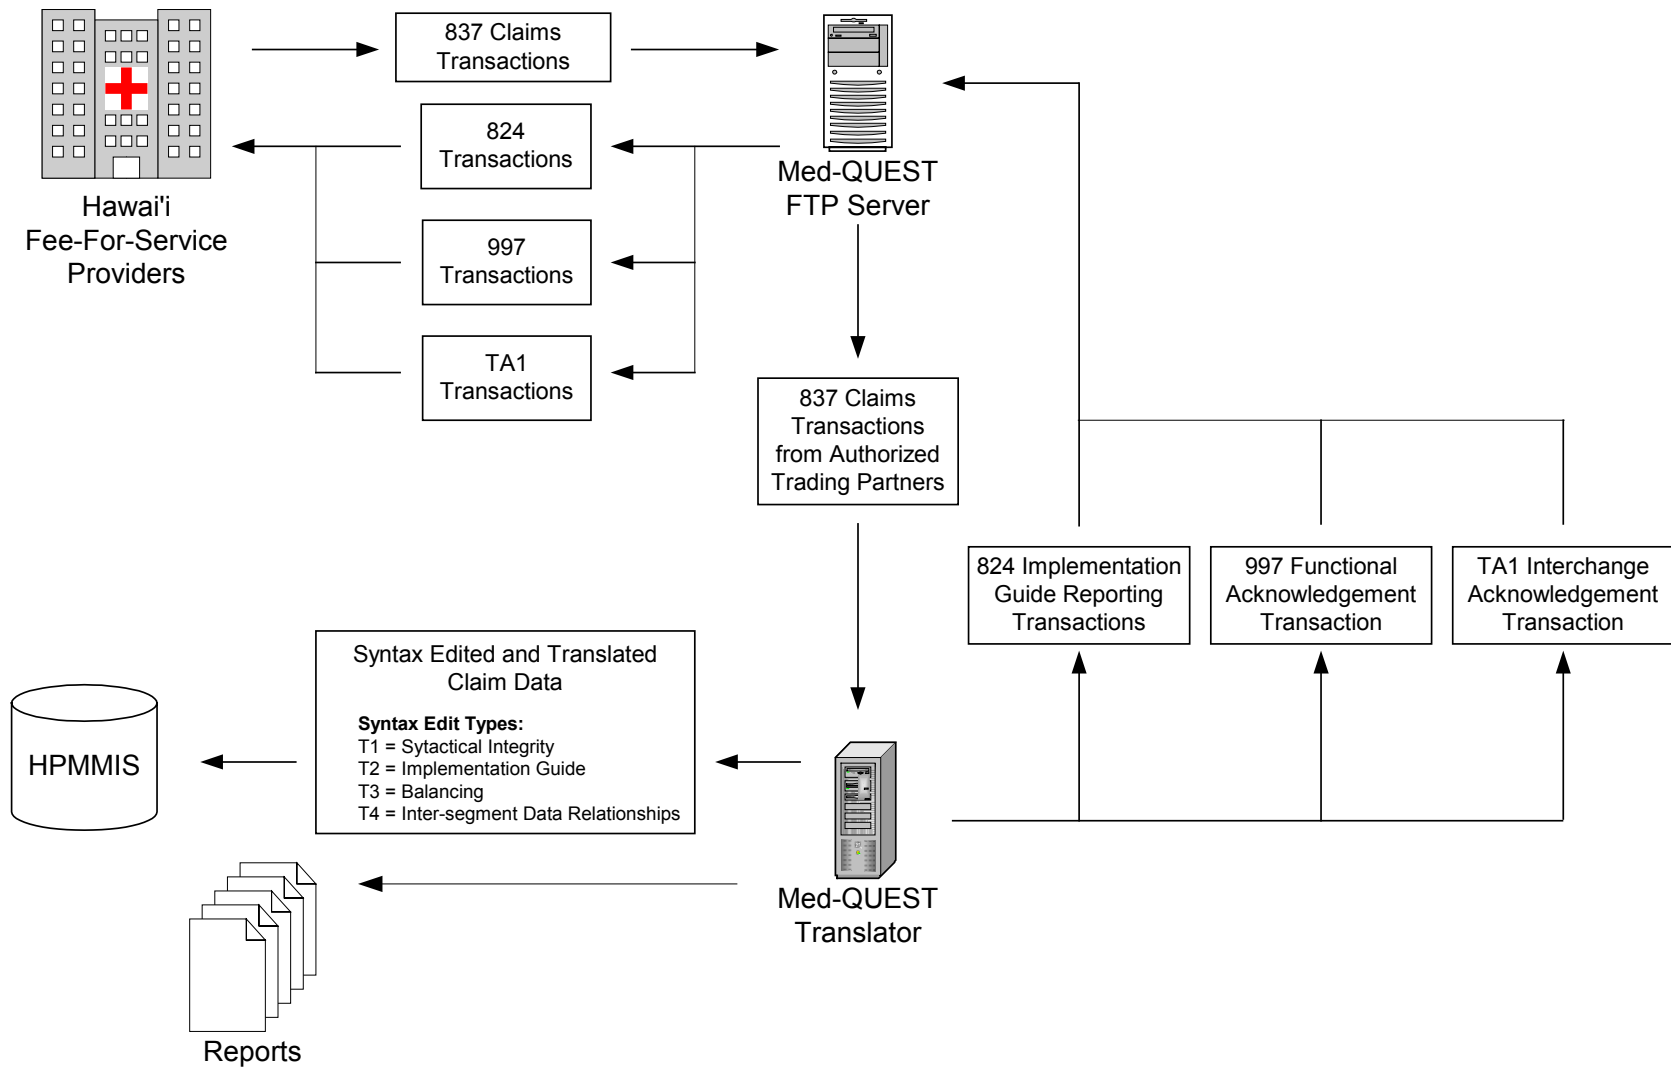 837 Claims
Transactions
824
Transactions
997
Transactions
TA1
Transactions
Hawai'i
Fee-For-Service
Providers
Med-QUEST
FTP Server
837 Claims
Transactions
from Authorized
Trading Partners
824 Implementation
Guide Reporting
Transactions
997 Functional
Acknowledgement
Transaction
TA1 Interchange
Acknowledgement
Transaction
Syntax Edited and Translated
Claim Data
Syntax Edit Types:
T1 = Sytactical Integrity
T2 = Implementation Guide
T3 = Balancing
T4 = Inter-segment Data Relationships
HPMMIS
Med-QUEST
Translator
Reports